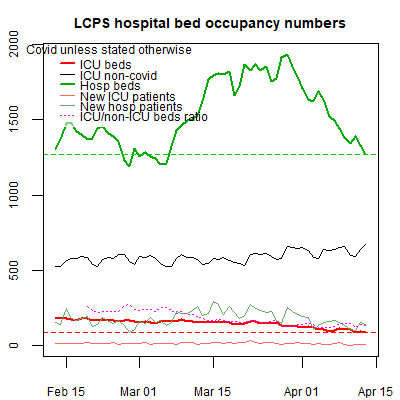 LCPS hospital bed occupancy numbers
Covid unless stated otherwise
ICU beds
ICU non-covid
Hosp beds
New ICU patients
New hosp patients
ICU/non-ICU beds ratio
2000
1500
1000
500
0
Feb 15
Mar 01
Mar 15
Apr 01
Apr 15